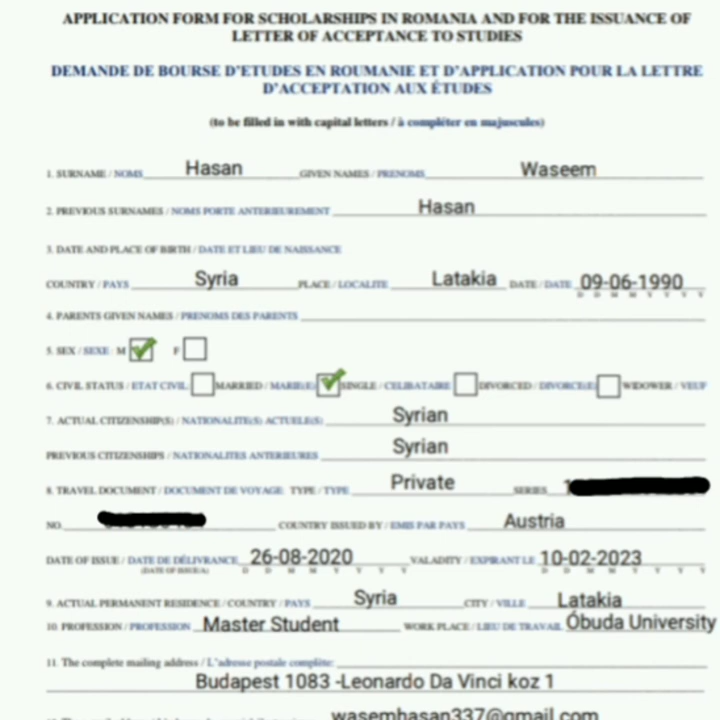 APPLICATION FORM FOR SCHOLARSHIPS IN ROMANIA AND FOR THE ISSUANCE OF
LETTER OF ACCEPTANCE TO STUDIES
DEMANDE DE BOURSE D'ETUDES EN ROUMANIE ET D'APPLICATION POUR LA LETTRE
D'ACCEPTATION AUX ÉTUDES
(to be filled in with capital letters / à compléter en majuscules)
1. SURNAME / NOMS Hasan GIVEN NAMES / PRENOMS Waseem
2. PREVIOUS SURNAMES / NOMS PORTE ANTERIEUREMENT Hasan
3. DATE AND PLACE OF BIRTH / DATE ET LIEU DE NAISSANCE
COUNTRY / PAYS Syria PLACE / LOCALITE Latakia DATE / DATE 09-06-1990
D D M M Y Y Y Y
4. PARENTS GIVEN NAMES / PRENOMS DES PARENTS
5. SEX / SEXE: M F
6. CIVIL STATUS / ETAT CIVIL MARRIED / MARIE(E) SINGLE / CELIBATAIRE DIVORCED / DIVORCE(E) WIDOWER / VEUF
7. ACTUAL CITIZENSHIP(S) / NATIONALITE(S) ACTUELE(S) Syrian
PREVIOUS CITIZENSHIPS / NATIONALITES ANTERIEURES Syrian
8. TRAVEL DOCUMENT / DOCUMENT DE VOYAGE TYPE / TYPE Private SERIES
NO. COUNTRY ISSUED BY / EMIS PAR PAYS Austria
DATE OF ISSUE / DATE DE DÉLIVRANCE 26-08-2020 VALADITY / EXPIRANT LE 10-02-2023
(DATE OF ISSUE/A) D D M M Y Y Y Y D D M M Y Y Y Y
9. ACTUAL PERMANENT RESIDENCE / COUNTRY / PAYS Syria CITY / VILLE Latakia
10. PROFESSION / PROFESSION Master Student WORK PLACE / LIEU DE TRAVAIL Óbuda University
11. The complete mailing address / L'adresse postale complète:
Budapest 1083 -Leonardo Da Vinci koz 1
wasemhasan337@gmail.com